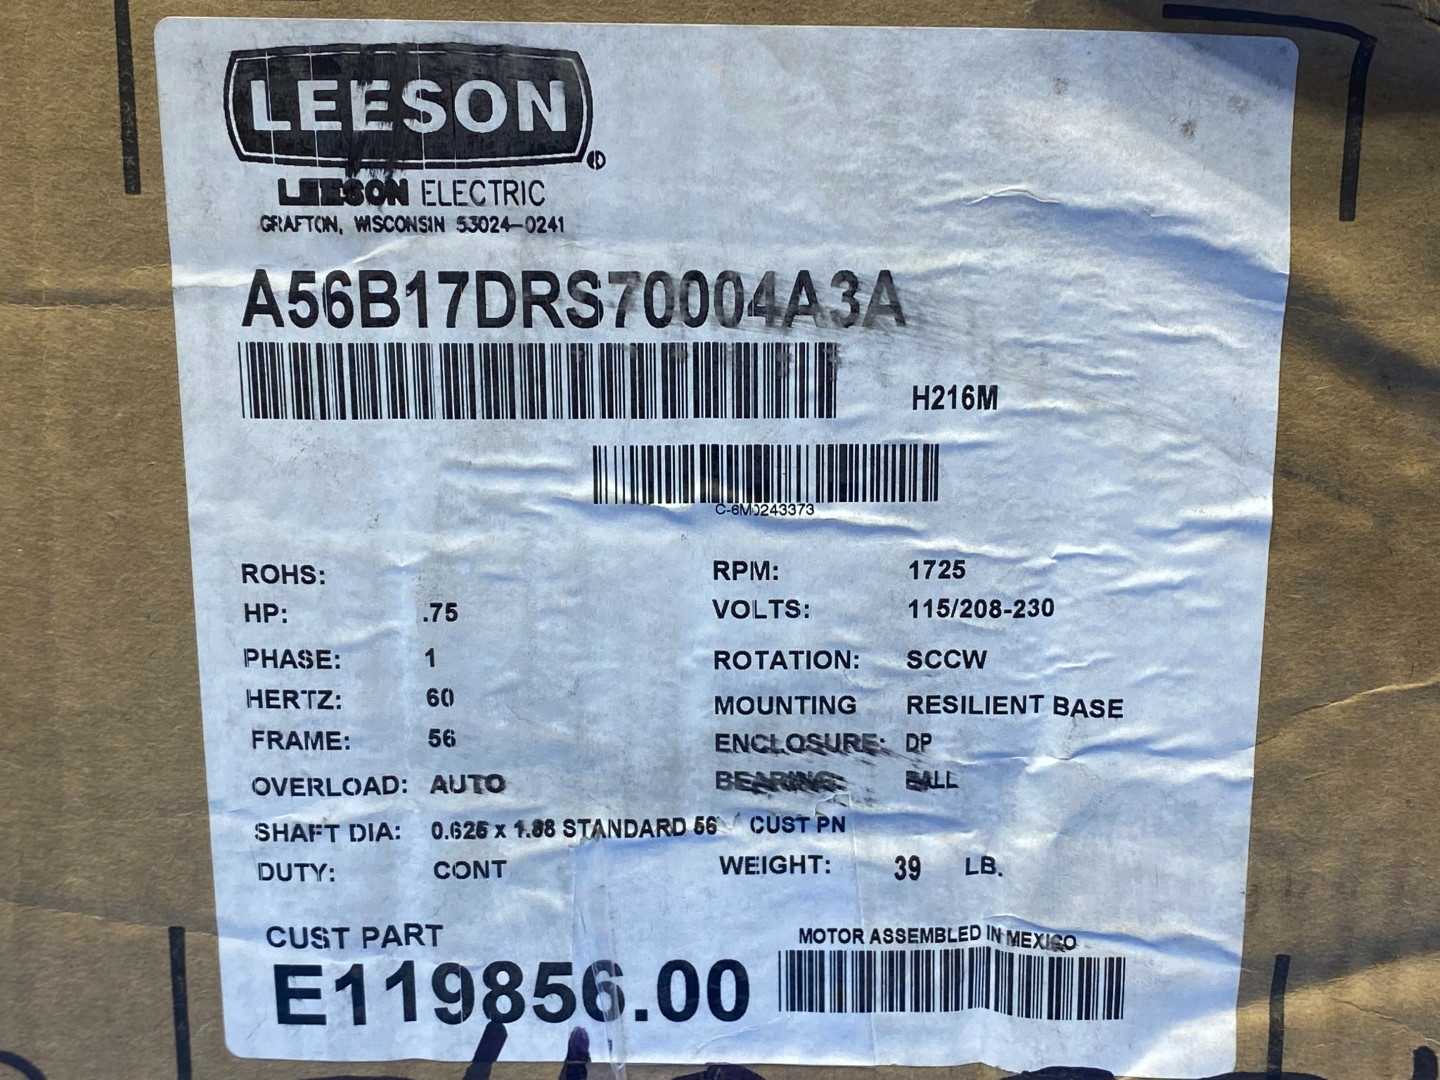 LEESON
LEESON ELECTRIC
GRAFTON, WISCONSIN 53024-0241
A56B17DRS70004A3A
H216M
C-6M0243373
ROHS:
RPM: 1725
HP: .75
VOLTS: 115/208-230
PHASE: 1
ROTATION: SCCW
HERTZ: 60
MOUNTING RESILIENT BASE
FRAME: 56
ENCLOSURE: DP
OVERLOAD: AUTO
BEARING: BALL
SHAFT DIA: 0.625 x 1.88 STANDARD 56
CUST PN
DUTY: CONT
WEIGHT: 39 LB.
CUST PART
MOTOR ASSEMBLED IN MEXICO
E119856.00